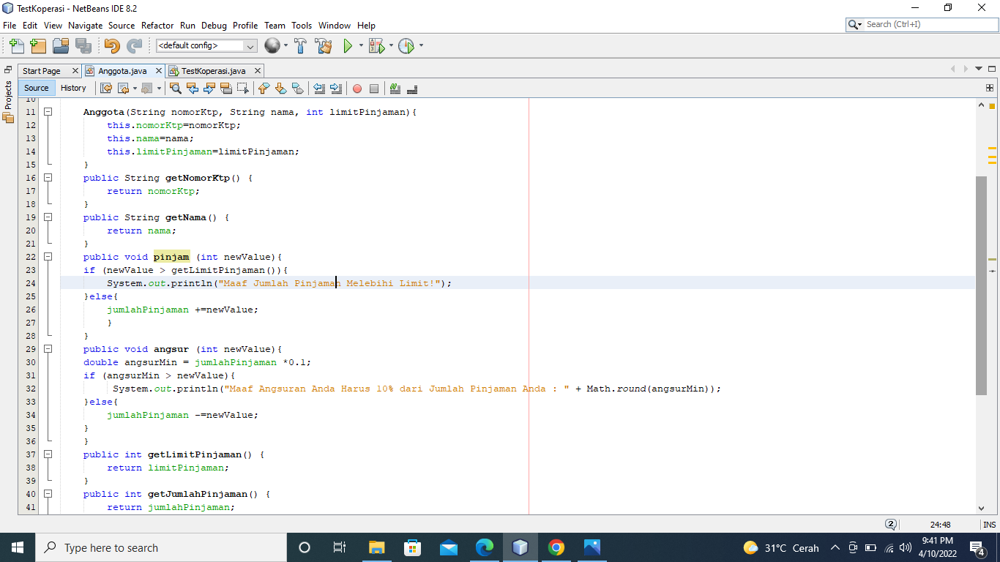 TestKoperasi - NetBeans IDE 8.2
File Edit View Navigate Source Refactor Run Debug Profile Team Tools Window Help
Search (Ctrl+I)
<default config>
Start Page Anggota.java TestKoperasi.java
Projects
Source History
10
11 Anggota(String nomorKtp, String nama, int limitPinjaman){
12 this.nomorKtp=nomorKtp;
13 this.nama=nama;
14 this.limitPinjaman=limitPinjaman;
15 }
16 public String getNomorKtp() {
17 return nomorKtp;
18 }
19 public String getNama() {
20 return nama;
21 }
22 public void pinjam (int newValue){
23 if (newValue > getLimitPinjaman()){
24 System.out.println("Maaf Jumlah Pinjaman Melebihi Limit!");
25 }else{
26 jumlahPinjaman +=newValue;
27 }
28 }
29 public void angsur (int newValue){
30 double angsurMin = jumlahPinjaman *0.1;
31 if (angsurMin > newValue){
32 System.out.println("Maaf Angsuran Anda Harus 10% dari Jumlah Pinjaman Anda : " + Math.round(angsurMin));
33 }else{
34 jumlahPinjaman -=newValue;
35 }
36 }
37 public int getLimitPinjaman() {
38 return limitPinjaman;
39 }
40 public int getJumlahPinjaman() {
41 return jumlahPinjaman;
2 24:48 INS
Type here to search
31°C Cerah
9:41 PM
4/10/2022
4